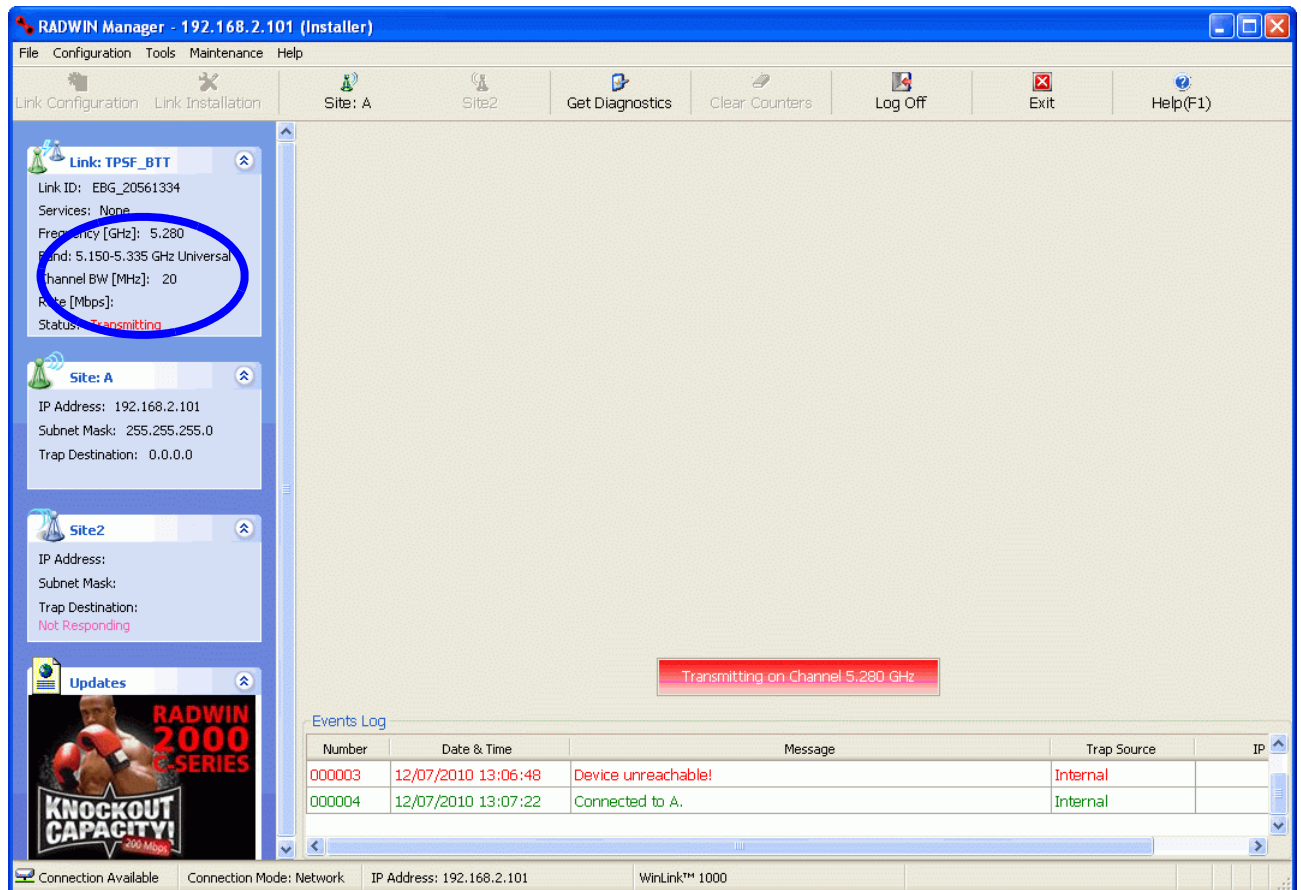 RADWIN Manager - 192.168.2.101 (Installer)
File Configuration Tools Maintenance Help
Link Configuration Link Installation Site: A Site2 Get Diagnostics Clear Counters Log Off Exit Help(F1)
Link: TPSF_BTT
Link ID: EBG_20561334
Services: None
Frequency [GHz]: 5.280
Band: 5.150-5.335 GHz Universal
Channel BW [MHz]: 20
Rate [Mbps]:
Status: Transmitting
Site: A
IP Address: 192.168.2.101
Subnet Mask: 255.255.255.0
Trap Destination: 0.0.0.0
Site2
IP Address:
Subnet Mask:
Trap Destination:
Not Responding
Updates
RADWIN
2000
C-SERIES
KNOCKOUT
CAPACITY!
200 Mbps
Transmitting on Channel 5.280 GHz
Events Log
Number Date & Time Message Trap Source IP
000003 12/07/2010 13:06:48 Device unreachable! Internal
000004 12/07/2010 13:07:22 Connected to A. Internal
Connection Available Connection Mode: Network IP Address: 192.168.2.101 WinLink™ 1000